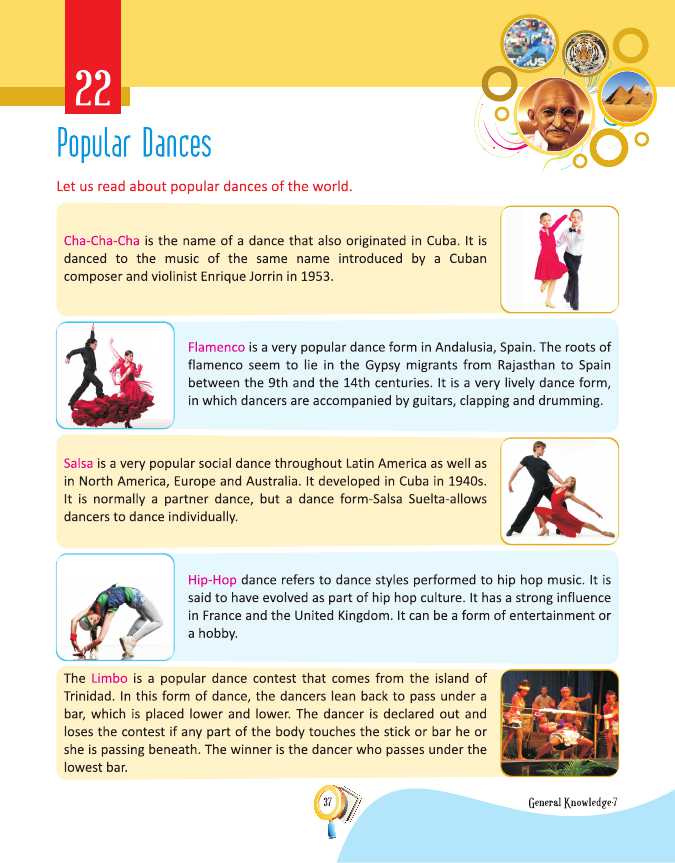 22
Popular Dances
Let us read about popular dances of the world.
Cha-Cha-Cha is the name of a dance that also originated in Cuba. It is
danced to the music of the same name introduced by a Cuban
composer and violinist Enrique Jorrin in 1953.
Flamenco is a very popular dance form in Andalusia, Spain. The roots of
flamenco seem to lie in the Gypsy migrants from Rajasthan to Spain
between the 9th and the 14th centuries. It is a very lively dance form,
in which dancers are accompanied by guitars, clapping and drumming.
Salsa is a very popular social dance throughout Latin America as well as
in North America, Europe and Australia. It developed in Cuba in 1940s.
It is normally a partner dance, but a dance form-Salsa Suelta-allows
dancers to dance individually.
Hip-Hop dance refers to dance styles performed to hip hop music. It is
said to have evolved as part of hip hop culture. It has a strong influence
in France and the United Kingdom. It can be a form of entertainment or
a hobby.
The Limbo is a popular dance contest that comes from the island of
Trinidad. In this form of dance, the dancers lean back to pass under a
bar, which is placed lower and lower. The dancer is declared out and
loses the contest if any part of the body touches the stick or bar he or
she is passing beneath. The winner is the dancer who passes under the
lowest bar.
37
General Knowledge-7